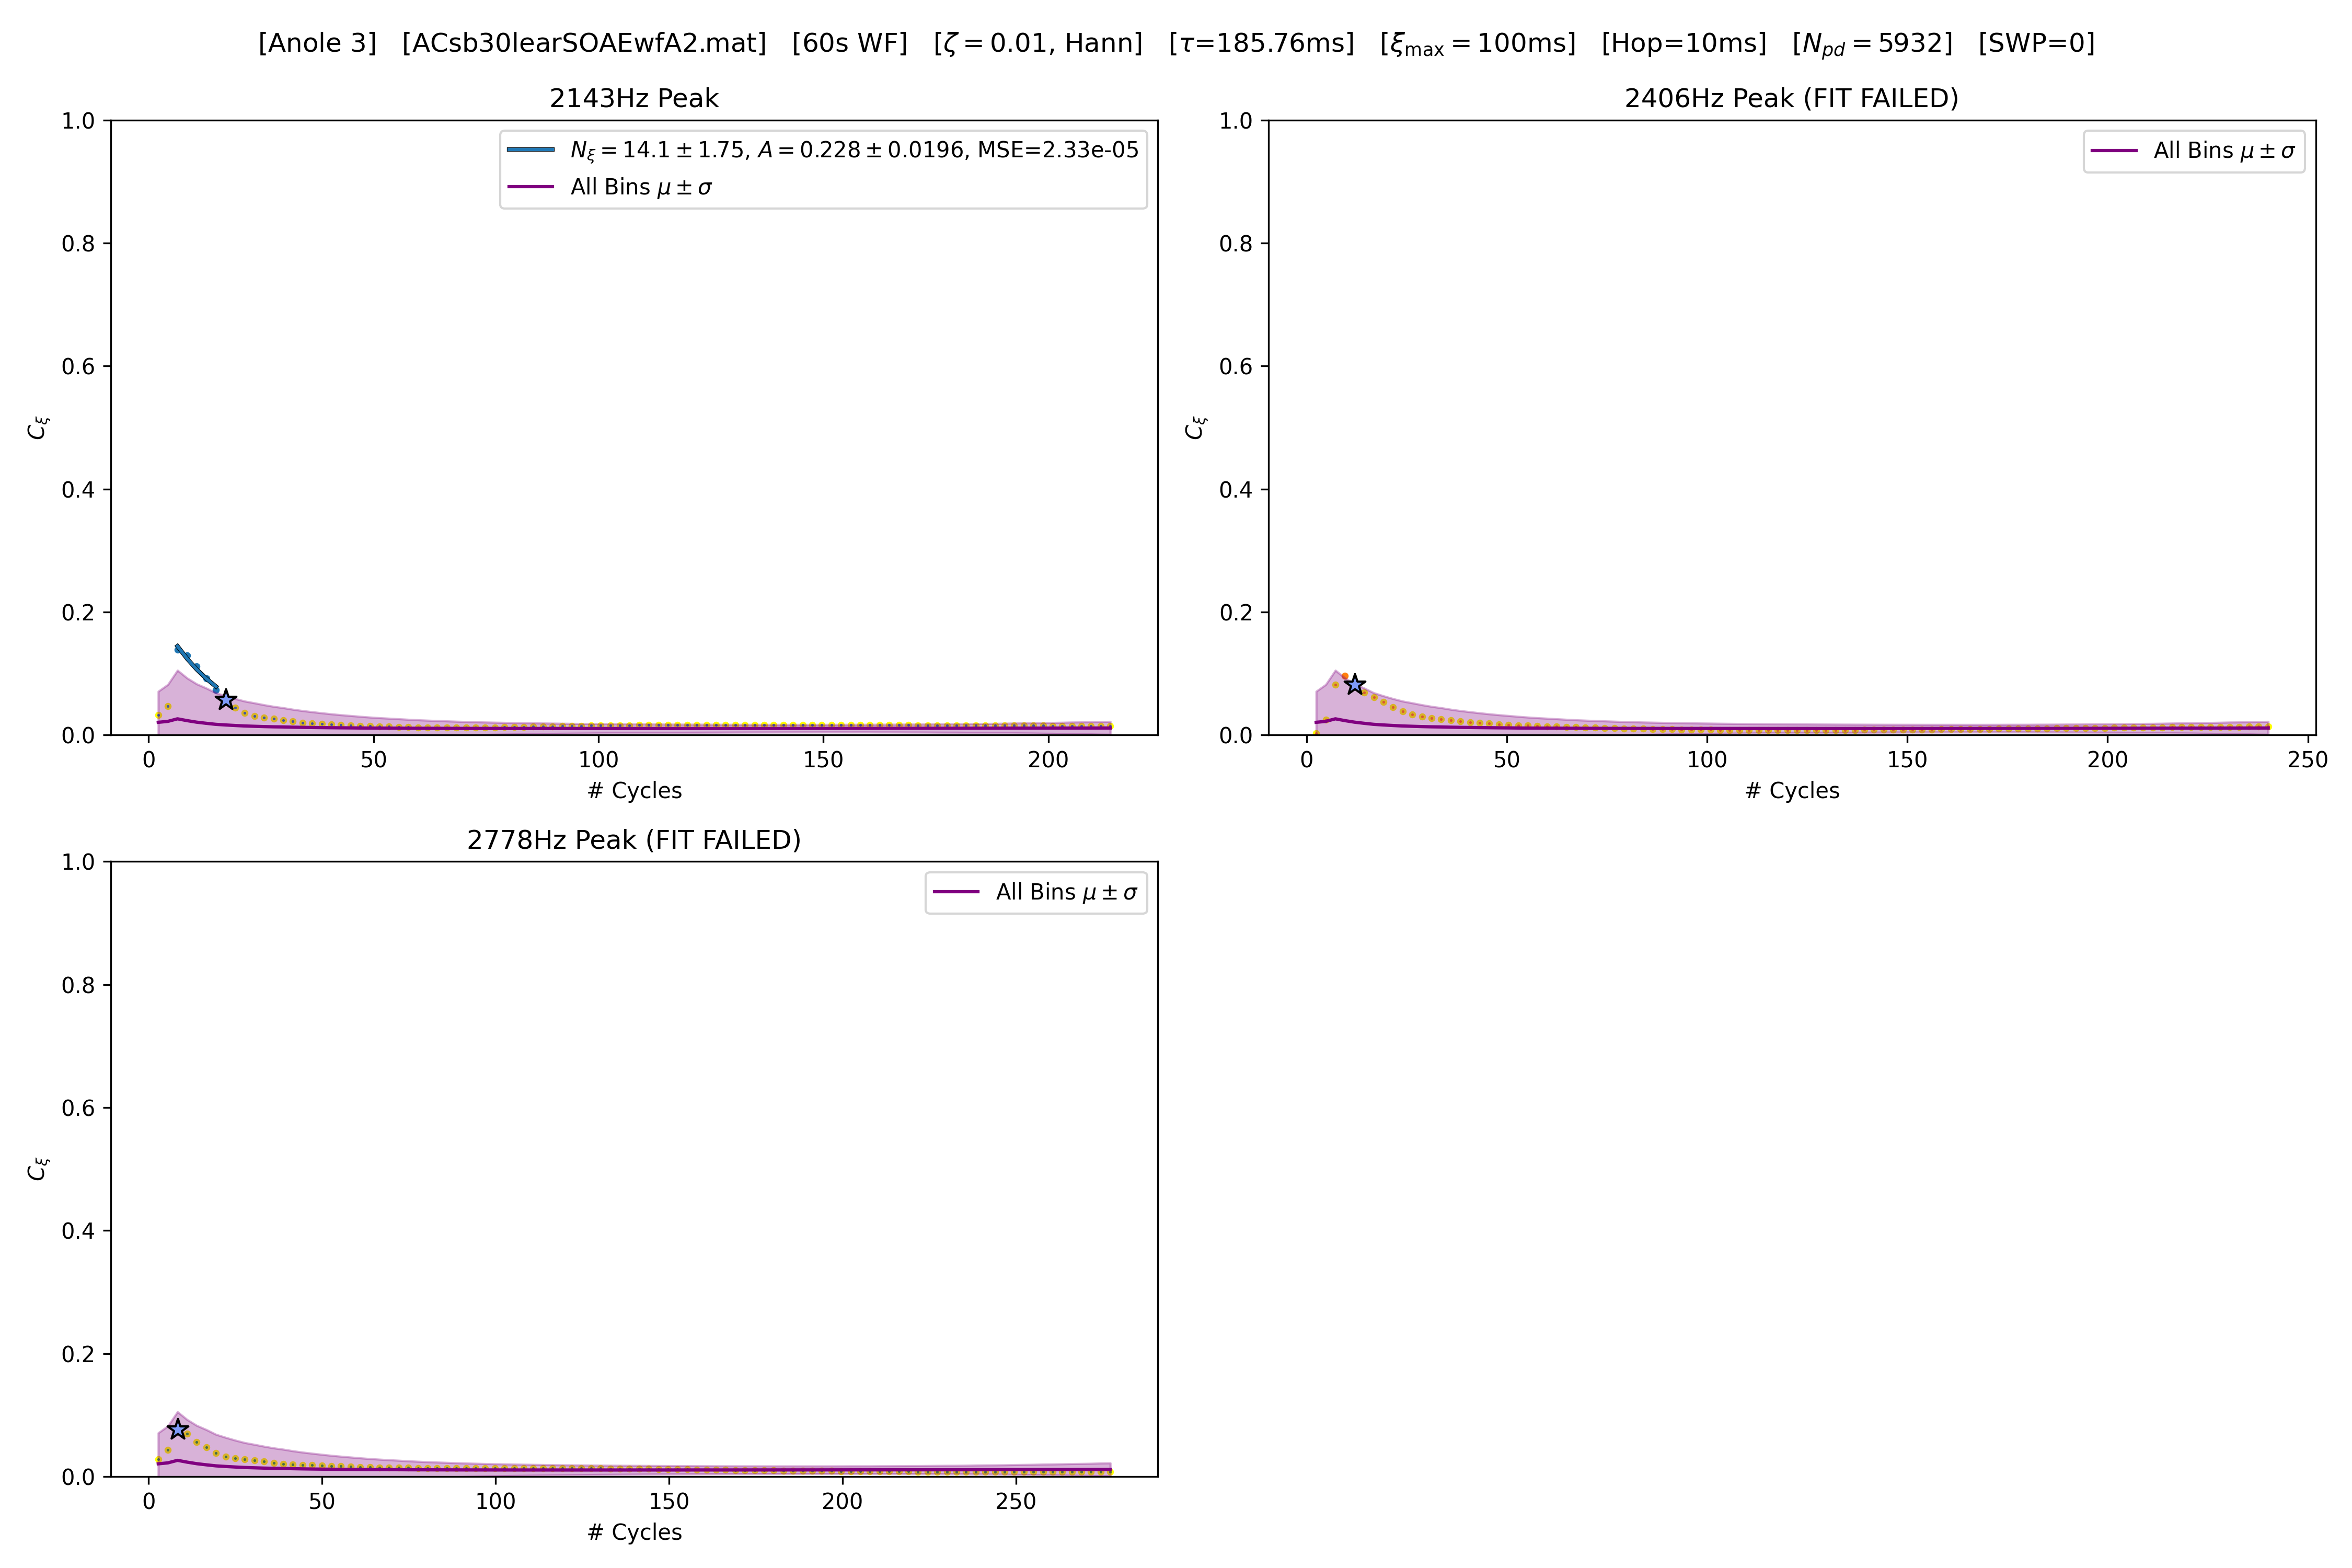 [Anole 3] [ACsb30learSOAEwfA2.mat] [60s WF] [ζ = 0.01, Hann] [τ=185.76ms] [ξmax = 100ms] [Hop=10ms] [Npd = 5932] [SWP=0]
2143Hz Peak
Nξ = 14.1 ± 1.75, A = 0.228 ± 0.0196, MSE=2.33e-05
All Bins μ ± σ
1.0
0.8
0.6
0.4
0.2
0.0
Cξ
0 50 100 150 200
# Cycles
2406Hz Peak (FIT FAILED)
All Bins μ ± σ
1.0
0.8
0.6
0.4
0.2
0.0
Cξ
0 50 100 150 200 250
# Cycles
2778Hz Peak (FIT FAILED)
All Bins μ ± σ
1.0
0.8
0.6
0.4
0.2
0.0
Cξ
0 50 100 150 200 250
# Cycles